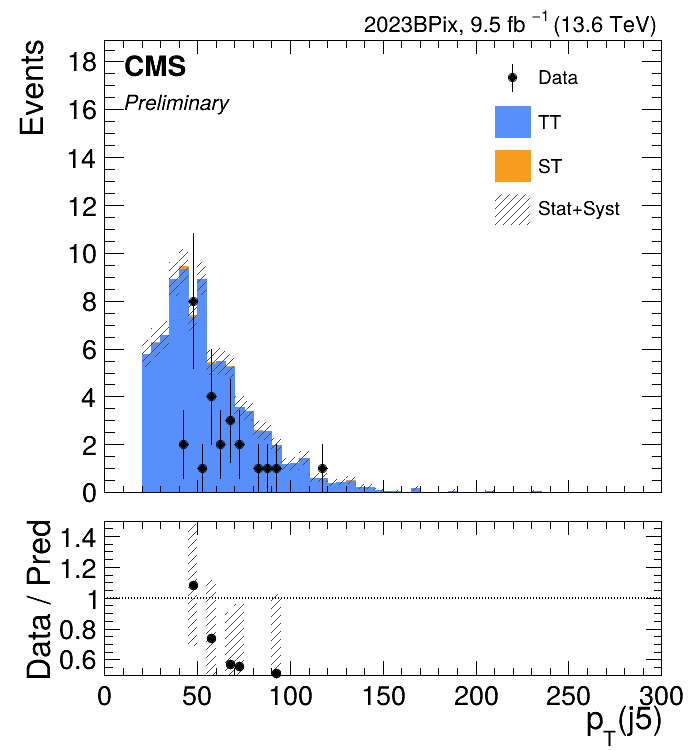 2023BPix, 9.5 fb⁻¹ (13.6 TeV)
Events
CMS
Preliminary
Data
TT
ST
Stat+Syst
18
16
14
12
10
8
6
4
2
0
Data / Pred
1.4
1.2
1
0.8
0.6
0 50 100 150 200 250 300
p_T(j5)